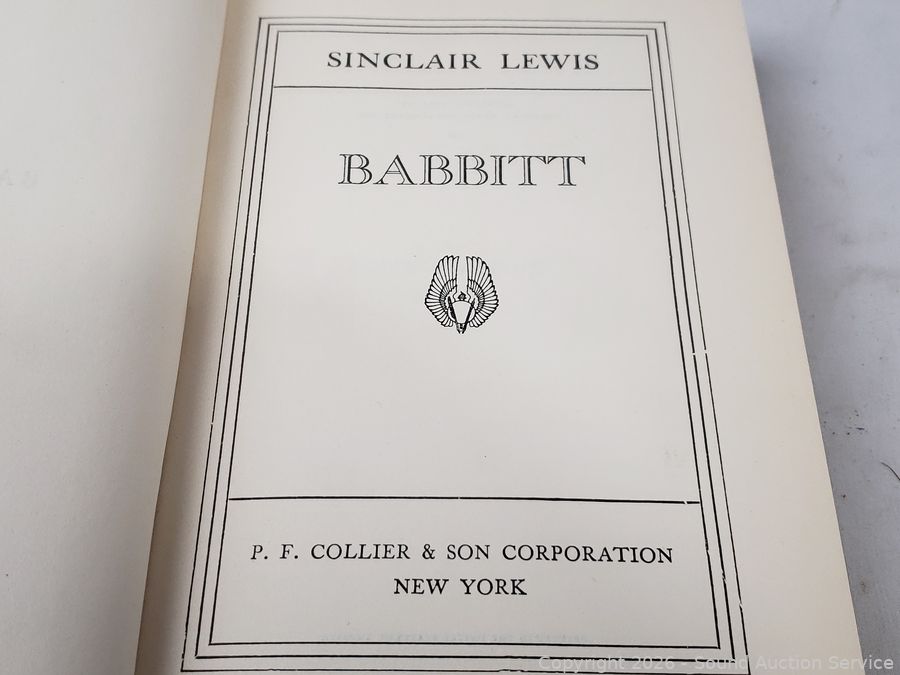 SINCLAIR LEWIS
BABBITT
P. F. COLLIER & SON CORPORATION
NEW YORK
Copyright 2026 - Sound Auction Service